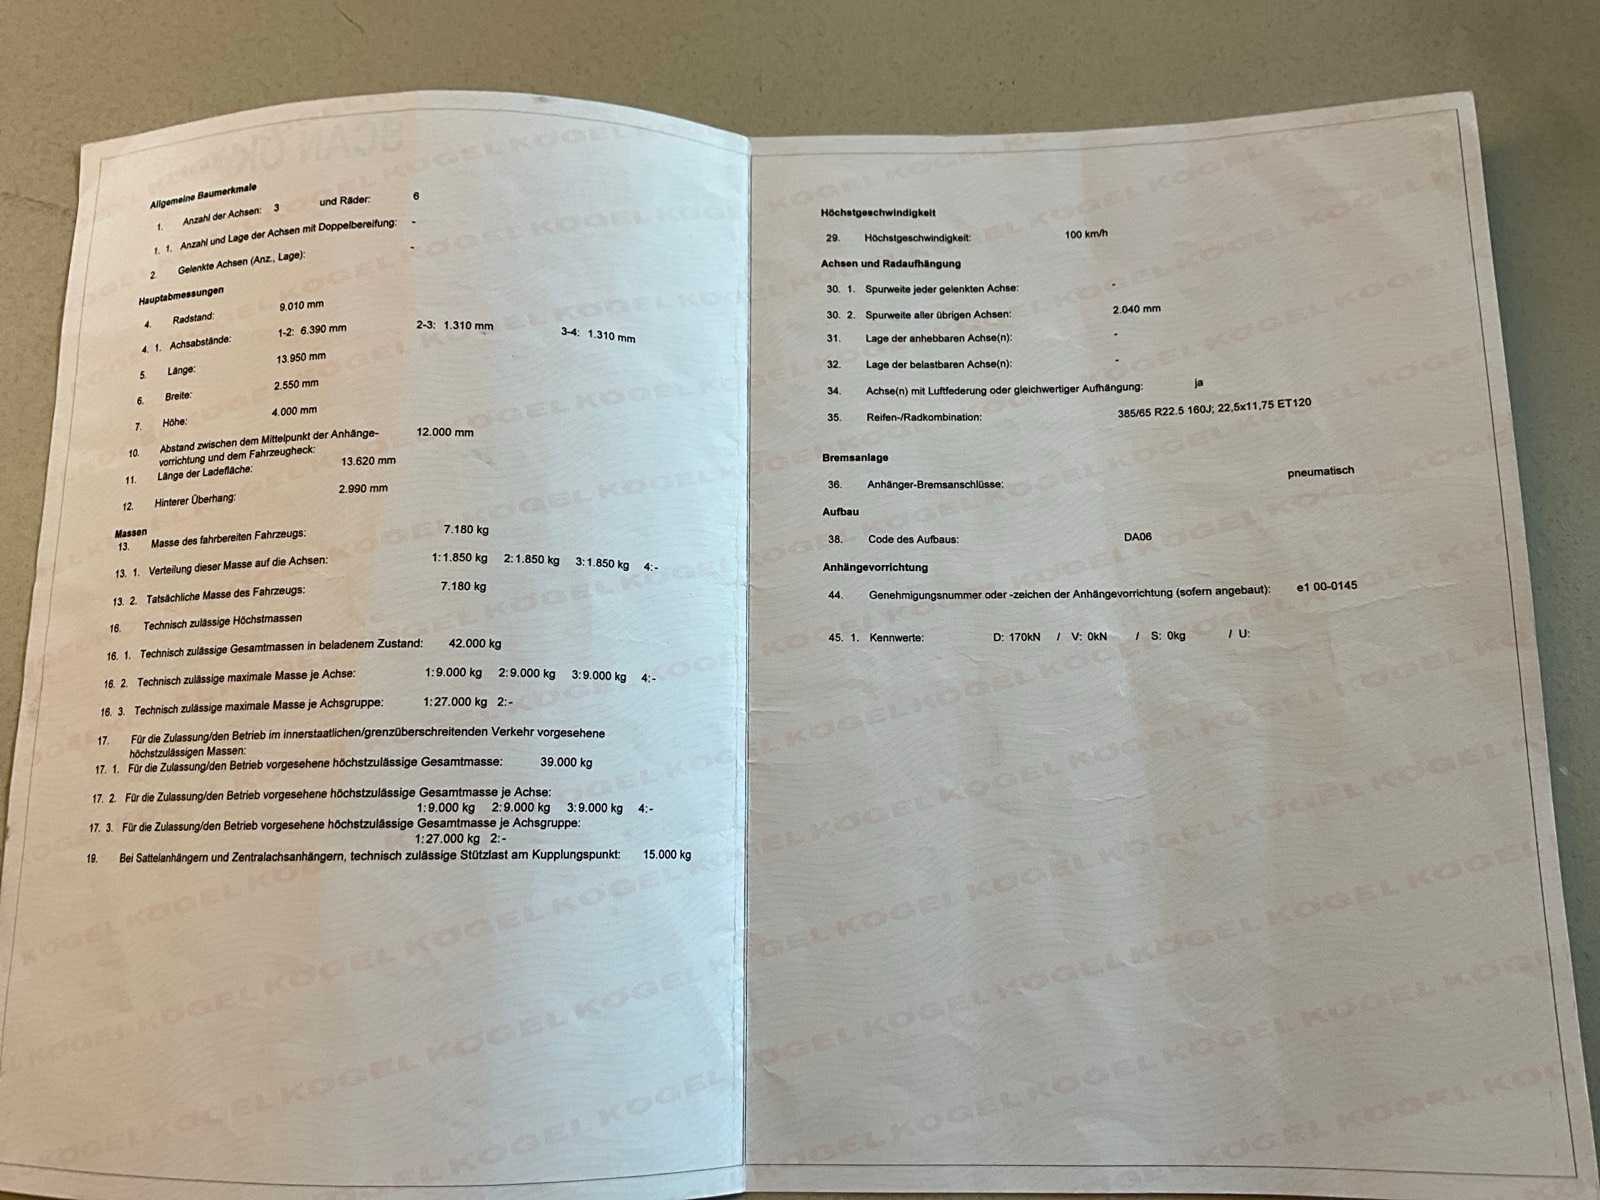 Allgemeine Baumerkmale
1. Anzahl der Achsen: 3 und Räder: 6
1. 1. Anzahl und Lage der Achsen mit Doppelbereifung: -
2. Gelenkte Achsen (Anz., Lage): -
Hauptabmessungen
4. Radstand: 9.010 mm
4. 1. Achsabstände: 1-2: 6.390 mm 2-3: 1.310 mm 3-4: 1.310 mm
5. Länge: 13.950 mm
6. Breite: 2.550 mm
7. Höhe: 4.000 mm
10. Abstand zwischen dem Mittelpunkt der Anhänge- 12.000 mm
vorrichtung und dem Fahrzeugheck:
11. Länge der Ladefläche: 13.620 mm
12. Hinterer Überhang: 2.990 mm
Massen
13. Masse des fahrbereiten Fahrzeugs: 7.180 kg
13. 1. Verteilung dieser Masse auf die Achsen: 1:1.850 kg 2:1.850 kg 3:1.850 kg 4:-
13. 2. Tatsächliche Masse des Fahrzeugs: 7.180 kg
16. Technisch zulässige Höchstmassen
16. 1. Technisch zulässige Gesamtmassen in beladenem Zustand: 42.000 kg
16. 2. Technisch zulässige maximale Masse je Achse: 1:9.000 kg 2:9.000 kg 3:9.000 kg 4:-
16. 3. Technisch zulässige maximale Masse je Achsgruppe: 1:27.000 kg 2:-
17. Für die Zulassung/den Betrieb im innerstaatlichen/grenzüberschreitenden Verkehr vorgesehene
höchstzulässigen Massen:
17. 1. Für die Zulassung/den Betrieb vorgesehene höchstzulässige Gesamtmasse: 39.000 kg
17. 2. Für die Zulassung/den Betrieb vorgesehene höchstzulässige Gesamtmasse je Achse:
1:9.000 kg 2:9.000 kg 3:9.000 kg 4:-
17. 3. Für die Zulassung/den Betrieb vorgesehene höchstzulässige Gesamtmasse je Achsgruppe:
1:27.000 kg 2:-
19. Bei Sattelanhängern und Zentralachsanhängern, technisch zulässige Stützlast am Kupplungspunkt: 15.000 kg
Höchstgeschwindigkeit
29. Höchstgeschwindigkeit: 100 km/h
Achsen und Radaufhängung
30. 1. Spurweite jeder gelenkten Achse: -
30. 2. Spurweite aller übrigen Achsen: 2.040 mm
31. Lage der anhebbaren Achse(n): -
32. Lage der belastbaren Achse(n): -
34. Achse(n) mit Luftfederung oder gleichwertiger Aufhängung: ja
35. Reifen-/Radkombination: 385/65 R22.5 160J; 22,5x11,75 ET120
Bremsanlage
36. Anhänger-Bremsanschlüsse: pneumatisch
Aufbau
38. Code des Aufbaus: DA06
Anhängevorrichtung
44. Genehmigungsnummer oder -zeichen der Anhängevorrichtung (sofern angebaut): e1 00-0145
45. 1. Kennwerte: D: 170kN / V: 0kN / S: 0kg / U: